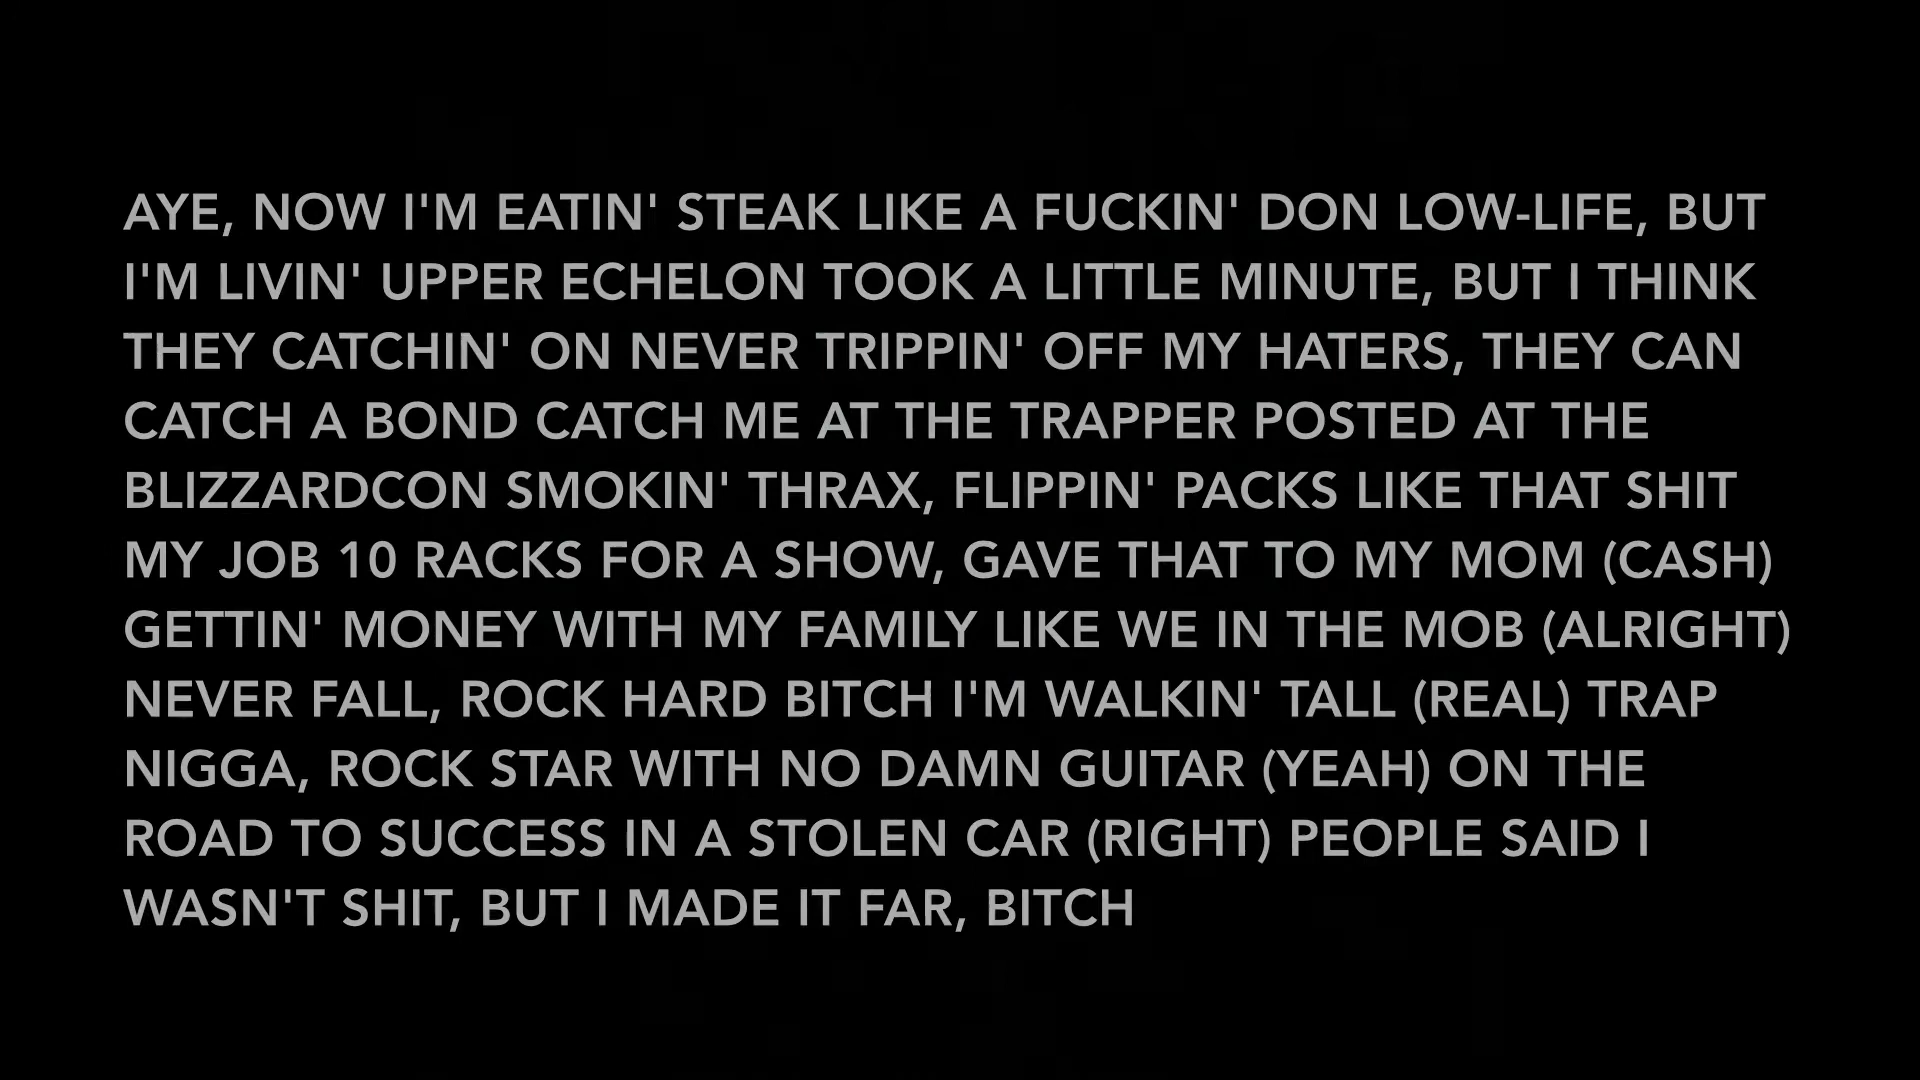 AYE, NOW I'M EATIN' STEAK LIKE A FUCKIN' DON LOW-LIFE, BUT
I'M LIVIN' UPPER ECHELON TOOK A LITTLE MINUTE, BUT I THINK
THEY CATCHIN' ON NEVER TRIPPIN' OFF MY HATERS, THEY CAN
CATCH A BOND CATCH ME AT THE TRAPPER POSTED AT THE
BLIZZARDCON SMOKIN' THRAX, FLIPPIN' PACKS LIKE THAT SHIT
MY JOB 10 RACKS FOR A SHOW, GAVE THAT TO MY MOM (CASH)
GETTIN' MONEY WITH MY FAMILY LIKE WE IN THE MOB (ALRIGHT)
NEVER FALL, ROCK HARD BITCH I'M WALKIN' TALL (REAL) TRAP
NIGGA, ROCK STAR WITH NO DAMN GUITAR (YEAH) ON THE
ROAD TO SUCCESS IN A STOLEN CAR (RIGHT) PEOPLE SAID I
WASN'T SHIT, BUT I MADE IT FAR, BITCH